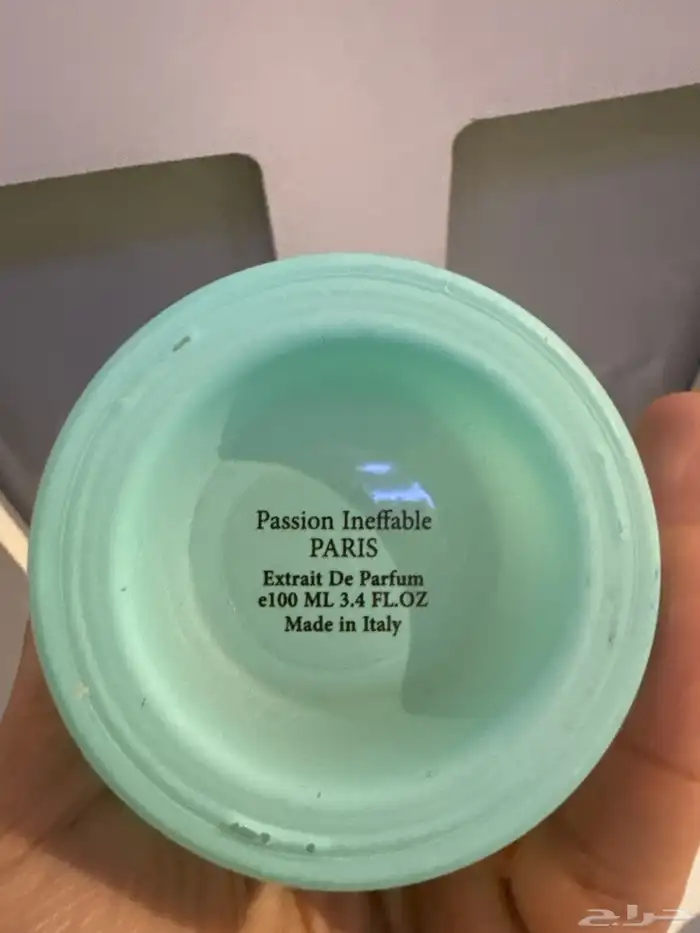 Passion Ineffable
PARIS
Extrait De Parfum
e100 ML 3.4 FL.OZ
Made in Italy
حراج